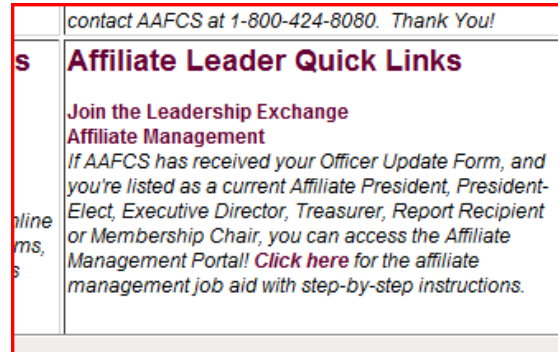 contact AAFCS at 1-800-424-8080.  Thank You!
s
Affiliate Leader Quick Links
Join the Leadership Exchange
Affiliate Management
If AAFCS has received your Officer Update Form, and
you're listed as a current Affiliate President, President-
Elect, Executive Director, Treasurer, Report Recipient
nline
or Membership Chair, you can access the Affiliate
ms,
Management Portal! Click here for the affiliate
s
management job aid with step-by-step instructions.